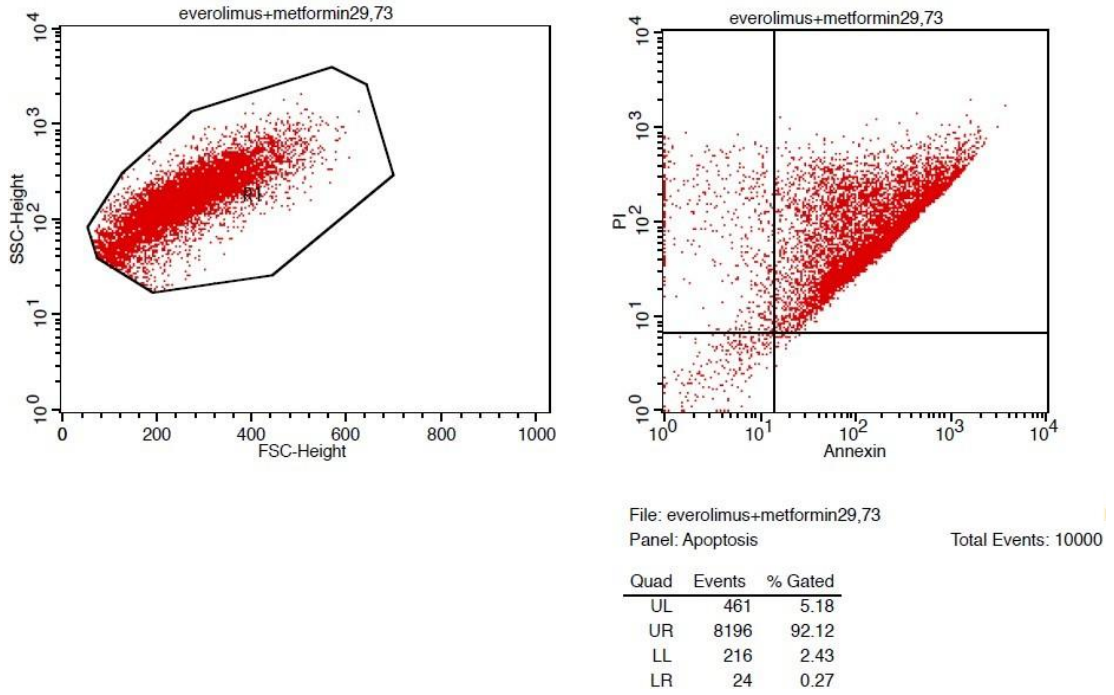 everolimus+metformin29,73
10^4
10^3
10^2
10^1
10^0
SSC-Height
R1
0 200 400 600 800 1000
FSC-Height
everolimus+metformin29,73
10^4
10^3
10^2
10^1
10^0
PI
10^0 10^1 10^2 10^3 10^4
Annexin
File: everolimus+metformin29,73
Panel: Apoptosis Total Events: 10000
Quad Events % Gated
UL 461 5.18
UR 8196 92.12
LL 216 2.43
LR 24 0.27